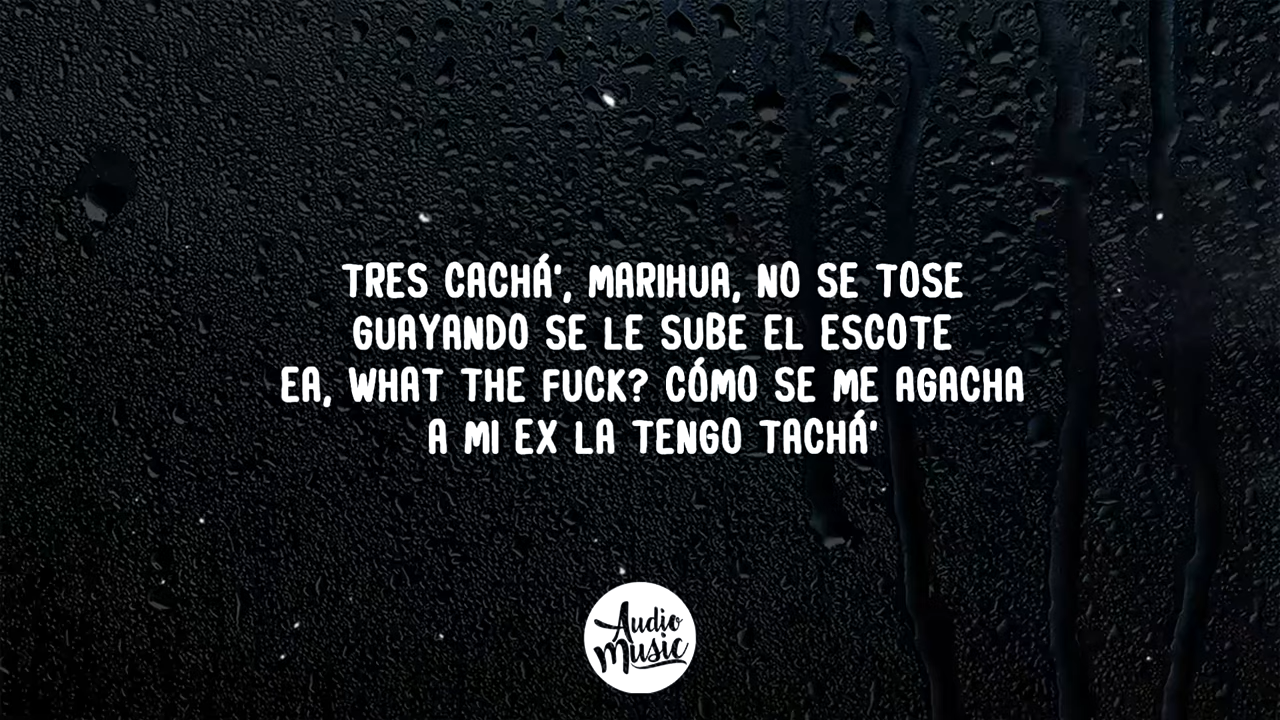 TRES CACHÁ', MARIHUA, NO SE TOSE
GUAYANDO SE LE SUBE EL ESCOTE
EA, WHAT THE FUCK? CÓMO SE ME AGACHA
A MI EX LA TENGO TACHÁ'
Audio
Music